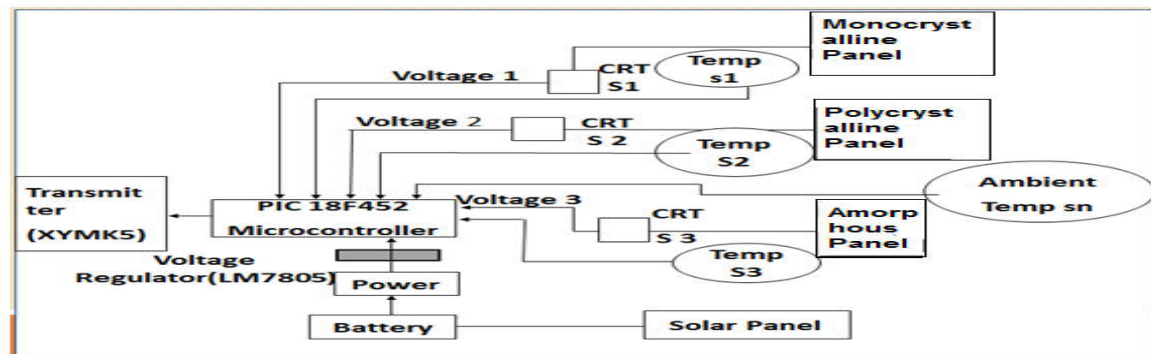 Monocryst
alline
Panel
CRT
S1
Temp
s1
Voltage 1
Polycryst
alline
Panel
Voltage 2
CRT
S 2
Temp
S2
Ambient
Temp sn
Transmit
ter
(XYMK5)
PIC 18F452
Microcontroller
Voltage 3
CRT
S 3
Amorp
hous
Panel
Temp
S3
Voltage
Regulator(LM7805)
Power
Battery
Solar Panel